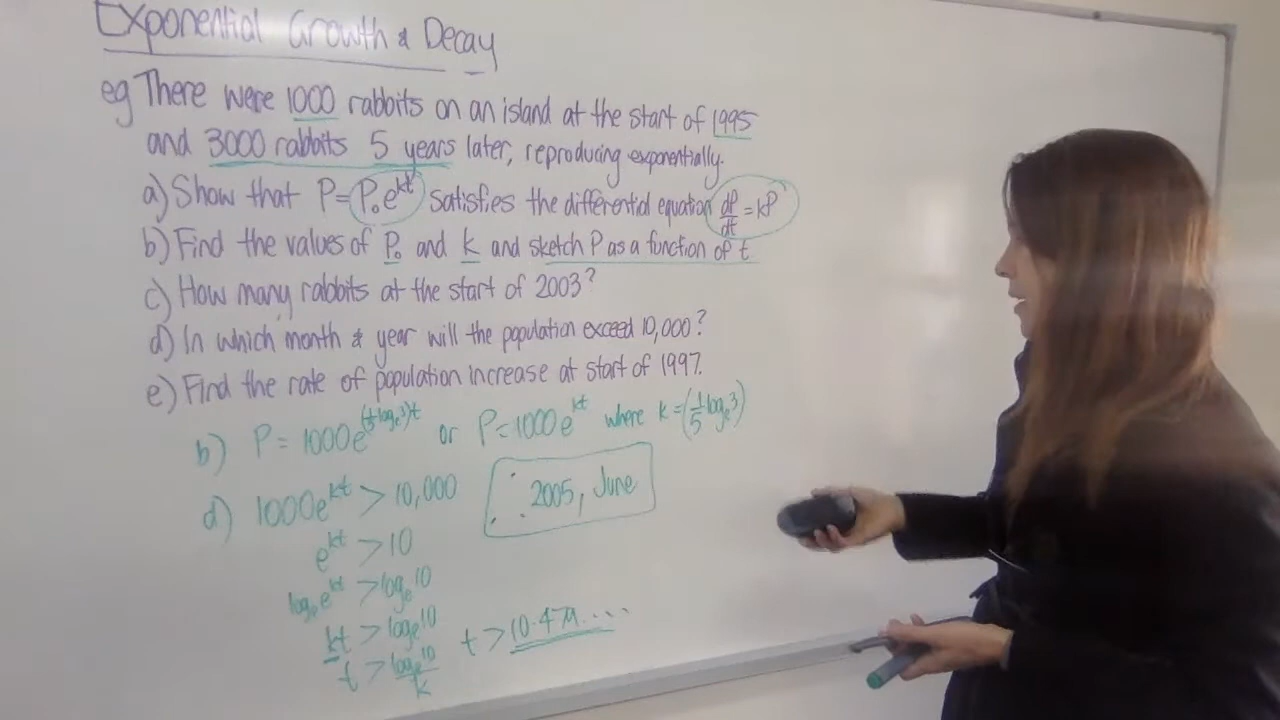 Exponential Growth & Decay
eg There were 1000 rabbits on an island at the start of 1995
and 3000 rabbits 5 years later, reproducing exponentially.
a) Show that P = P₀e^kt satisfies the differential equation dP/dt = kP
b) Find the values of P₀ and k and sketch P as a function of t
c) How many rabbits at the start of 2003?
d) In which month & year will the population exceed 10,000?
e) Find the rate of population increase at start of 1997.
b) P = 1000e^(1/5 logₑ3)t or P = 1000e^kt where k = (1/5 logₑ3)
d) 1000e^kt > 10,000 ∴ 2005, June
e^kt > 10
logₑe^kt > logₑ10
kt > logₑ10
t > logₑ10/k t > 10.479....